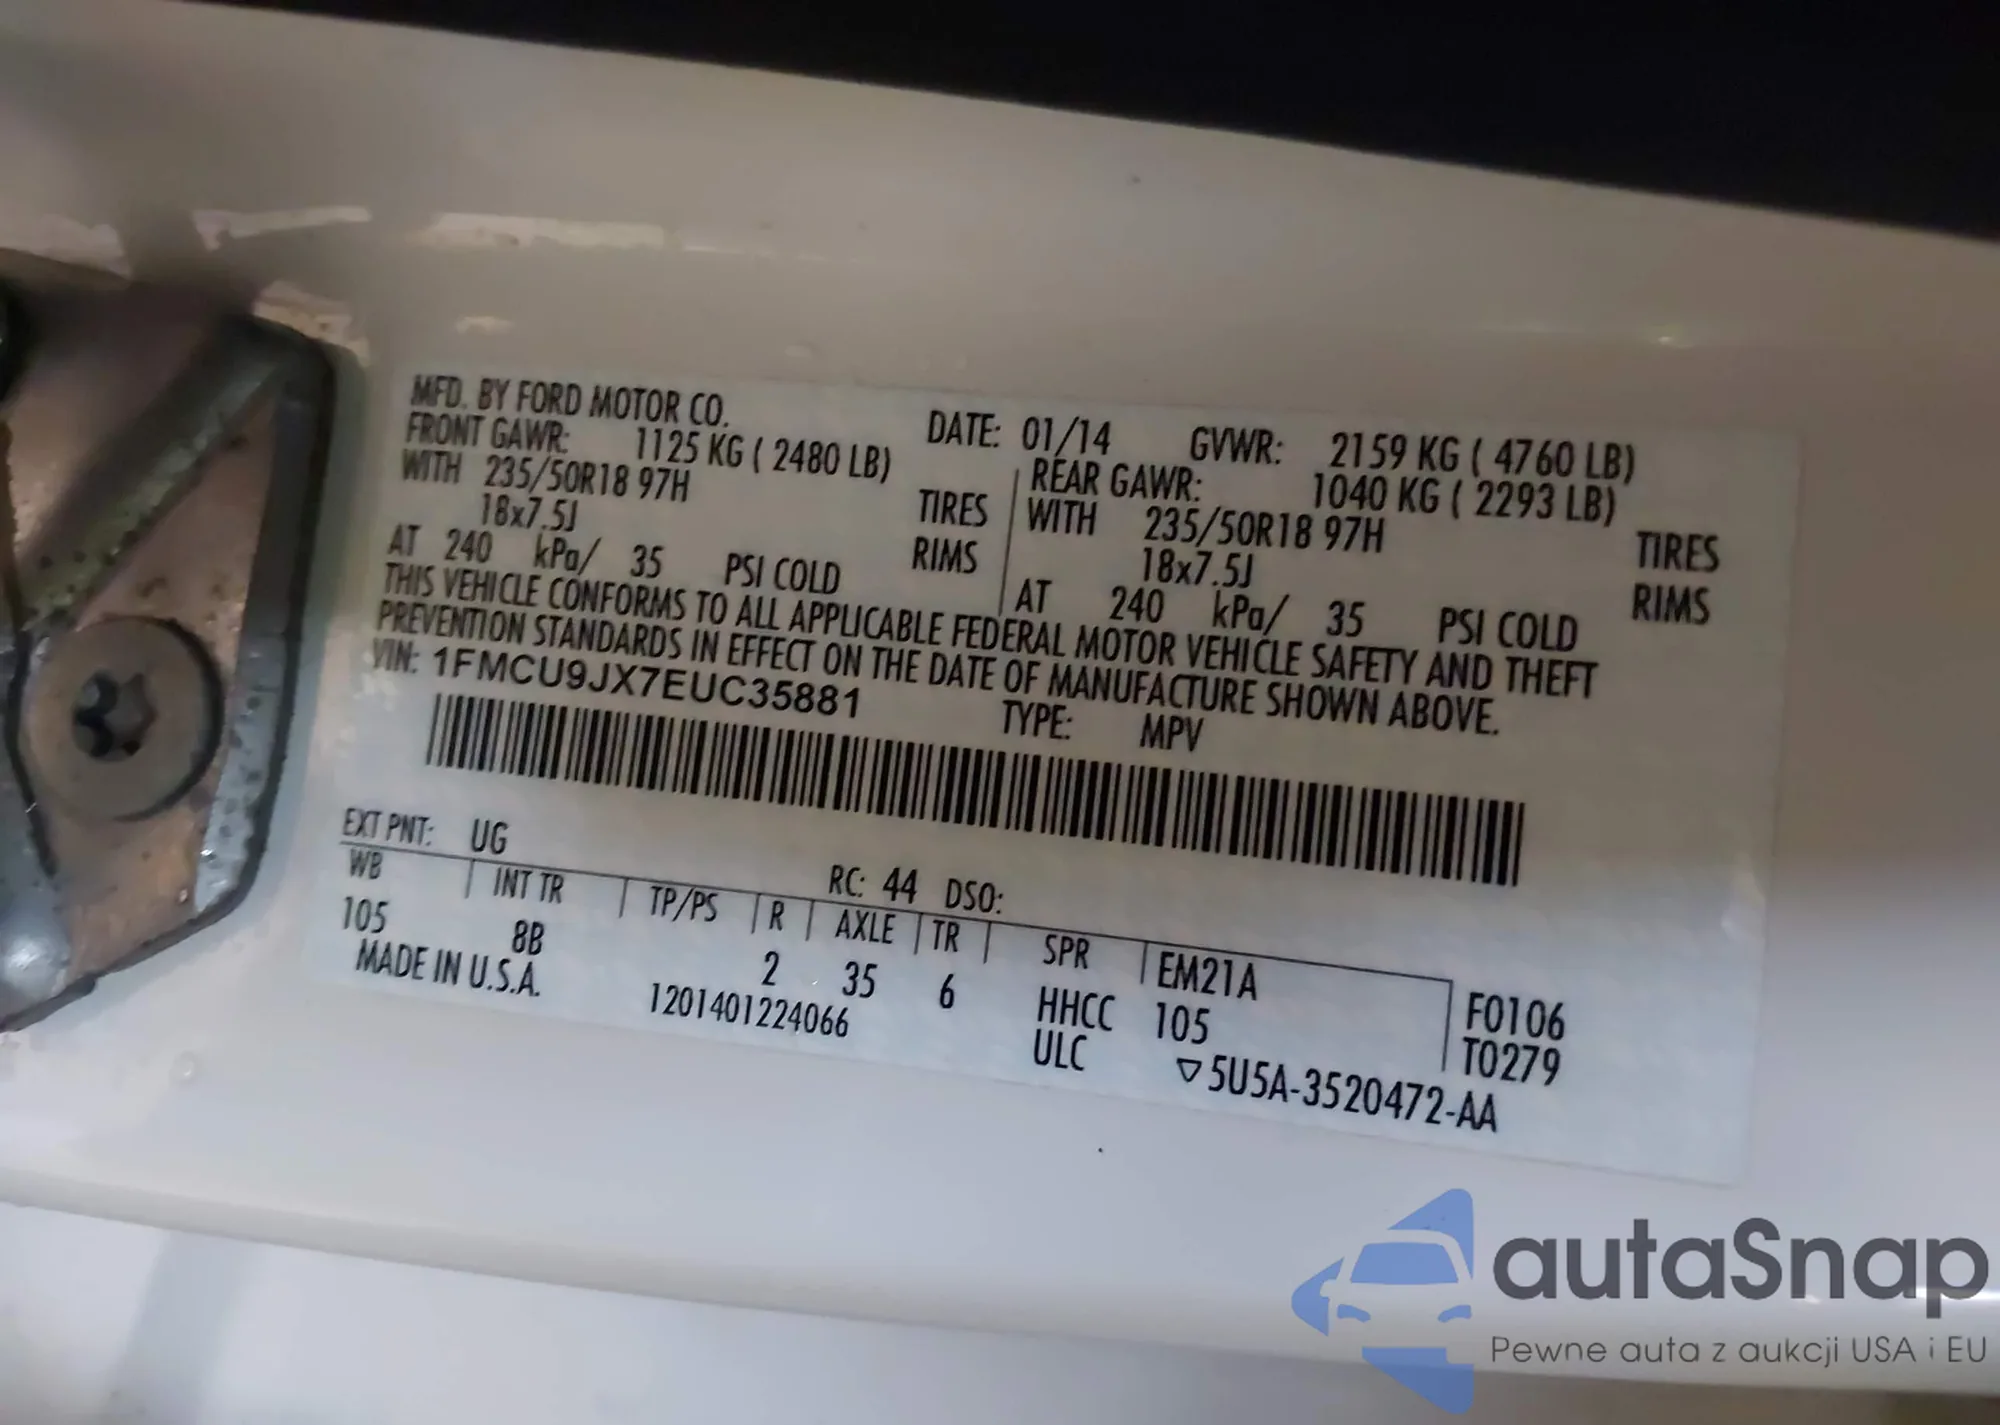 MFD. BY FORD MOTOR CO. DATE: 01/14 GVWR: 2159 KG ( 4760 LB)
FRONT GAWR: 1125 KG ( 2480 LB) REAR GAWR: 1040 KG ( 2293 LB)
WITH 235/50R18 97H TIRES WITH 235/50R18 97H TIRES
18x7.5J RIMS 18x7.5J RIMS
AT 240 kPa/ 35 PSI COLD AT 240 kPa/ 35 PSI COLD
THIS VEHICLE CONFORMS TO ALL APPLICABLE FEDERAL MOTOR VEHICLE SAFETY AND THEFT
PREVENTION STANDARDS IN EFFECT ON THE DATE OF MANUFACTURE SHOWN ABOVE.
VIN: 1FMCU9JX7EUC35881 TYPE: MPV
EXT PNT: UG RC: 44 DSO:
WB INT TR TP/PS R AXLE TR SPR EM21A
105 8B 2 35 6 HHCC 105 F0106
MADE IN U.S.A. 1201401224066 ULC T0279
▽5U5A-3520472-AA
autaSnap
Pewne auta z aukcji USA i EU